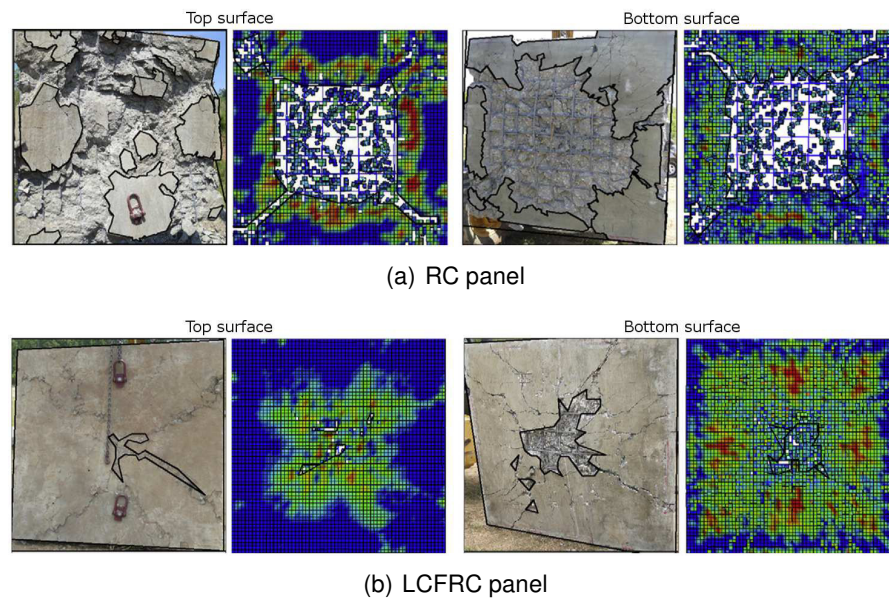 Top surface
Bottom surface
(a) RC panel
Top surface
Bottom surface
(b) LCFRC panel